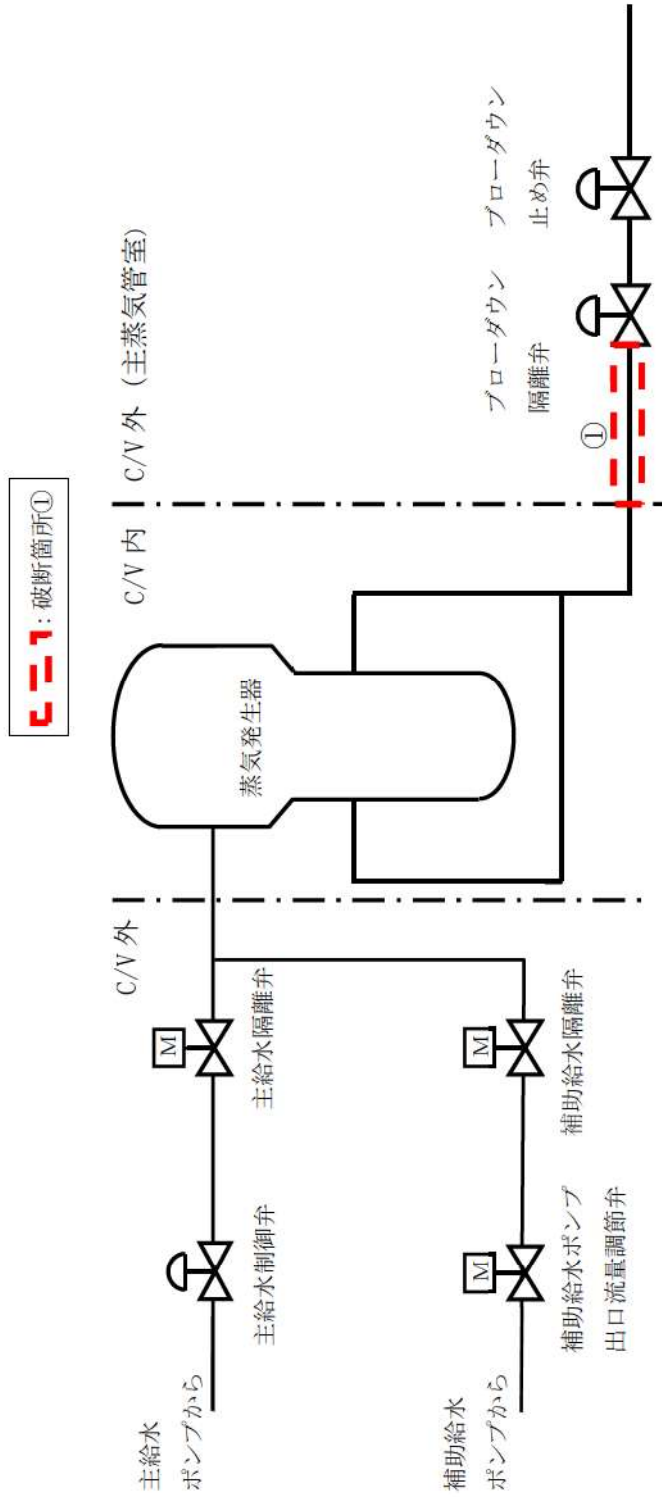 ：破断箇所①
C/V 外
C/V 内
C/V 外（主蒸気管室）
蒸気発生器
主給水
ポンプから
主給水制御弁
M
主給水隔離弁
補助給水
ポンプから
M
補助給水ポンプ
出口流量調節弁
M
補助給水隔離弁
①
ブローダウン
隔離弁
ブローダウン
止め弁